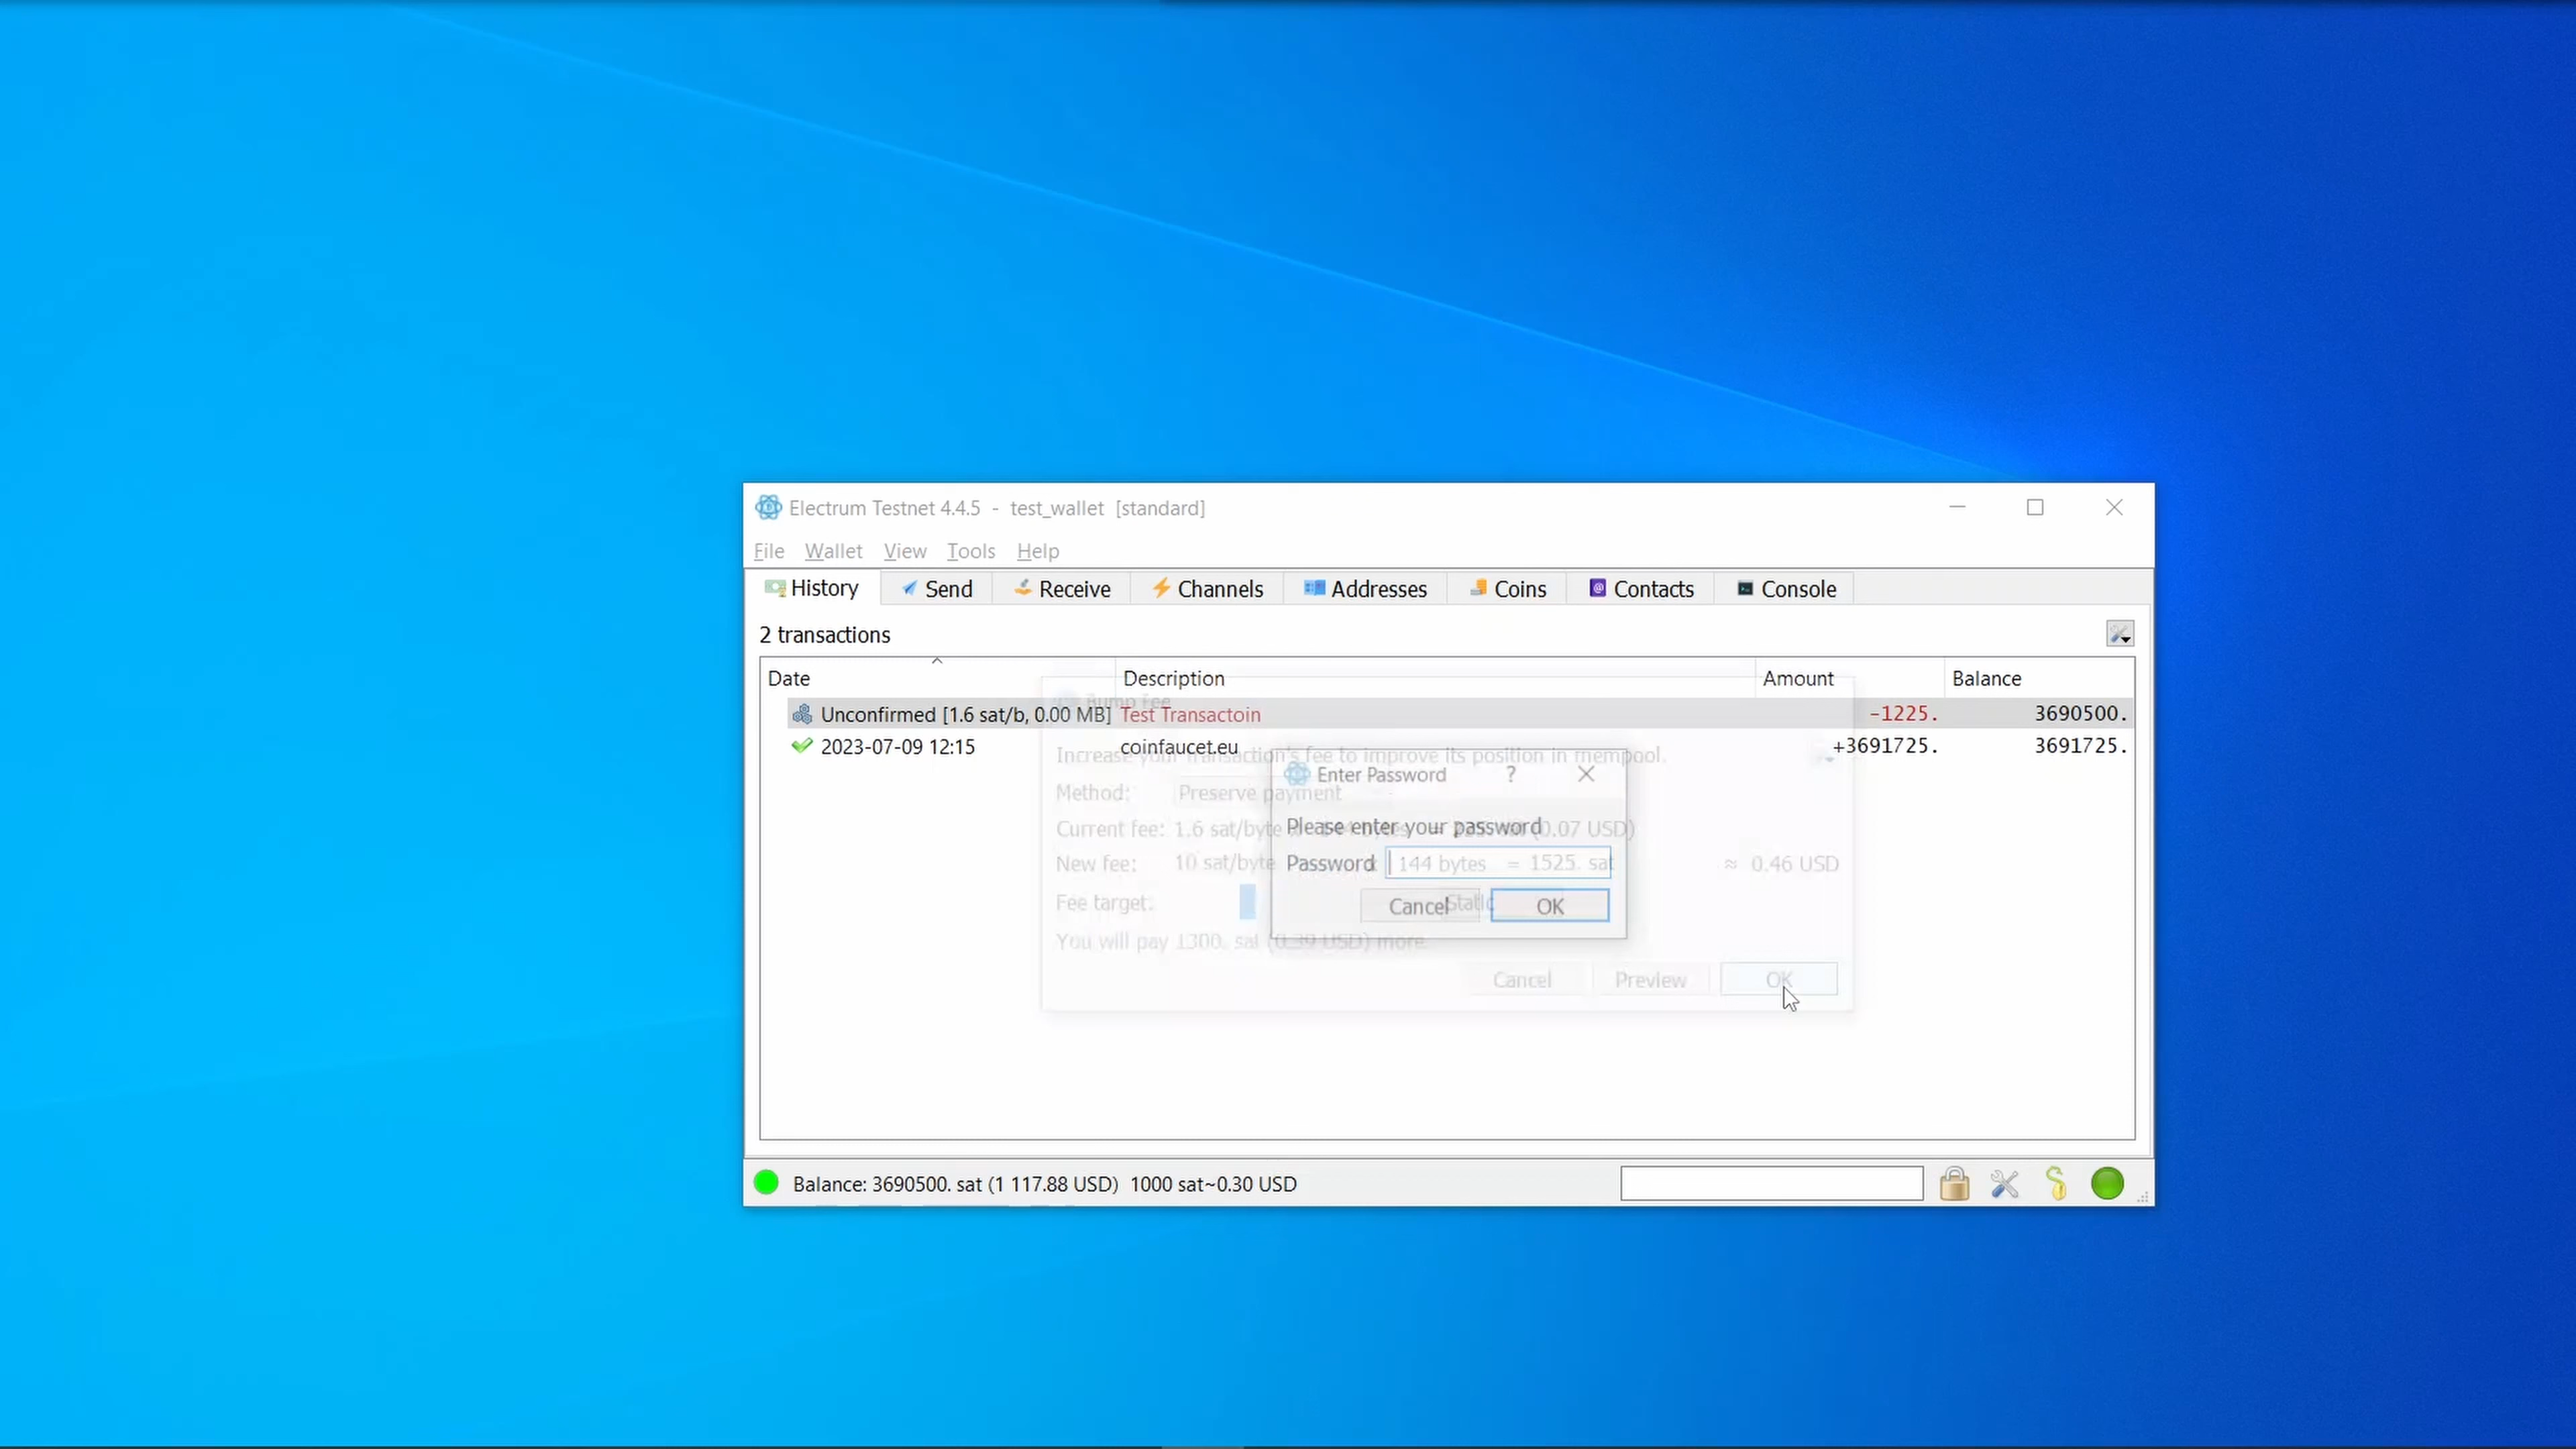 Electrum Testnet 4.4.5 - test_wallet [standard]
File Wallet View Tools Help
History Send Receive Channels Addresses Coins Contacts Console
2 transactions
Date Description Amount Balance
Bump Fee
Unconfirmed [1.6 sat/b, 0.00 MB] Test Transactoin -1225. 3690500.
2023-07-09 12:15 coinfaucet.eu +3691725. 3691725.
Increase your transaction's fee to improve its position in mempool.
Enter Password ?
Method: Preserve payment
Please enter your password
Current fee: 1.6 sat/byte (0.07 USD)
New fee: 10 sat/byte 144 bytes = 1525. sat ≈ 0.46 USD
Password
Fee target: Static
Cancel OK
You will pay 1300. sat (0.39 USD) more.
Cancel Preview OK
Balance: 3690500. sat (1 117.88 USD) 1000 sat~0.30 USD